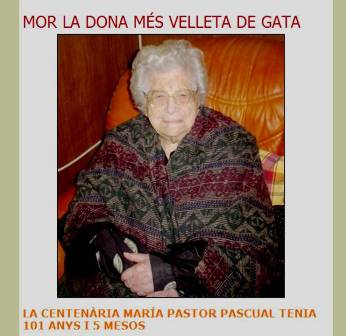 MOR LA DONA MÉS VELLETA DE GATA
LA CENTENÀRIA MARÍA PASTOR PASCUAL TENIA
101 ANYS I 5 MESOS